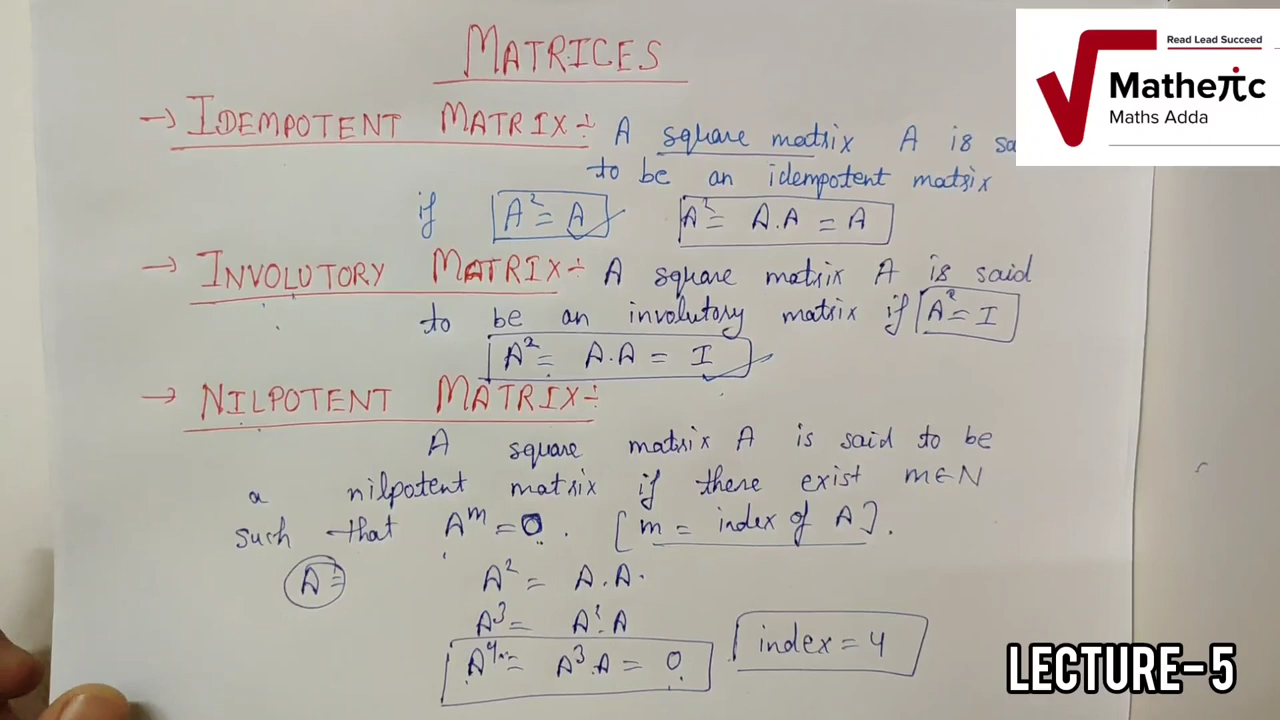 MATRICES
Read Lead Succeed
Matheπc
Maths Adda
→ IDEMPOTENT MATRIX:- A square matrix A is sa
to be an idempotent matrix
if A² = A A² = A.A = A
→ INVOLUTORY MATRIX:- A square matrix A is said
to be an involutory matrix if A² = I
A² = A.A = I
→ NILPOTENT MATRIX:-
A square matrix A is said to be
a nilpotent matrix if there exist m∈N
such that Aᵐ = 0. [m = index of A].
A = A² = A.A.
A³ = A².A
A⁴ = A³.A = 0 index = 4
LECTURE-5